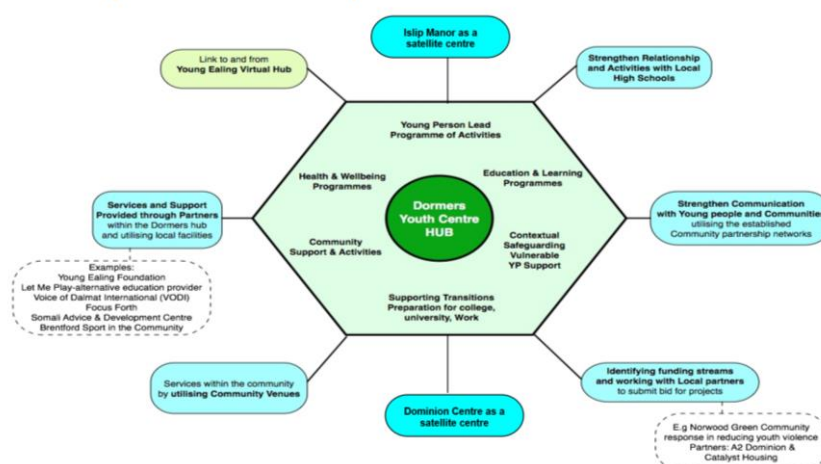 Islip Manor as a
satellite centre
Link to and from
Young Ealing Virtual Hub
Strengthen Relationship
and Activities with Local
High Schools
Young Person Lead
Programme of Activities
Health & Wellbeing
Programmes
Education & Learning
Programmes
Dormers
Youth Centre
HUB
Services and Support
Provided through Partners
within the Dormers hub
and utilising local facilities
Strengthen Communication
with Young people and Communitie
utilising the established
Community partnership networks
Community
Support & Activities
Contextual
Safeguarding
Vulnerable
YP Support
Examples:
Young Ealing Foundation
Let Me Play-alternative education provider
Voice of Dalmat International (VODI)
Focus Forth
Somali Advice & Development Centre
Brentford Sport in the Community
Supporting Transitions
Preparation for college,
university, Work
Services within the community
by utilising Community Venues
Dominion Centre as a
satellite centre
Identifying funding streams
and working with Local partners
to submit bid for projects
E.g Norwood Green Community
response in reducing youth violence
Partners: A2 Dominion &
Catalyst Housing